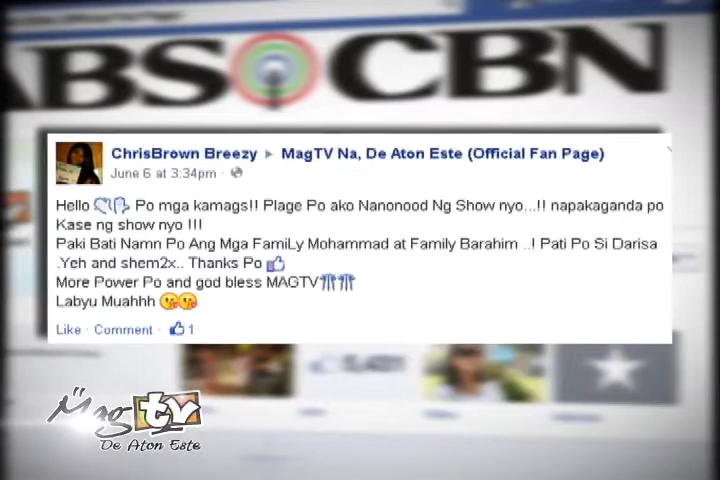 ABS CBN
ChrisBrown Breezy ▸ MagTV Na, De Aton Este (Official Fan Page)
June 6 at 3:34pm ·
Hello Po mga kamags!! Plage Po ako Nanonood Ng Show nyo...!! napakaganda po
Kase ng show nyo !!!
Paki Bati Namn Po Ang Mga FamiLy Mohammad at Family Barahim ..! Pati Po Si Darisa
.Yeh and shem2x.. Thanks Po
More Power Po and god bless MAGTV
Labyu Muahhh
Like · Comment · 1
Mag tv
De Aton Este